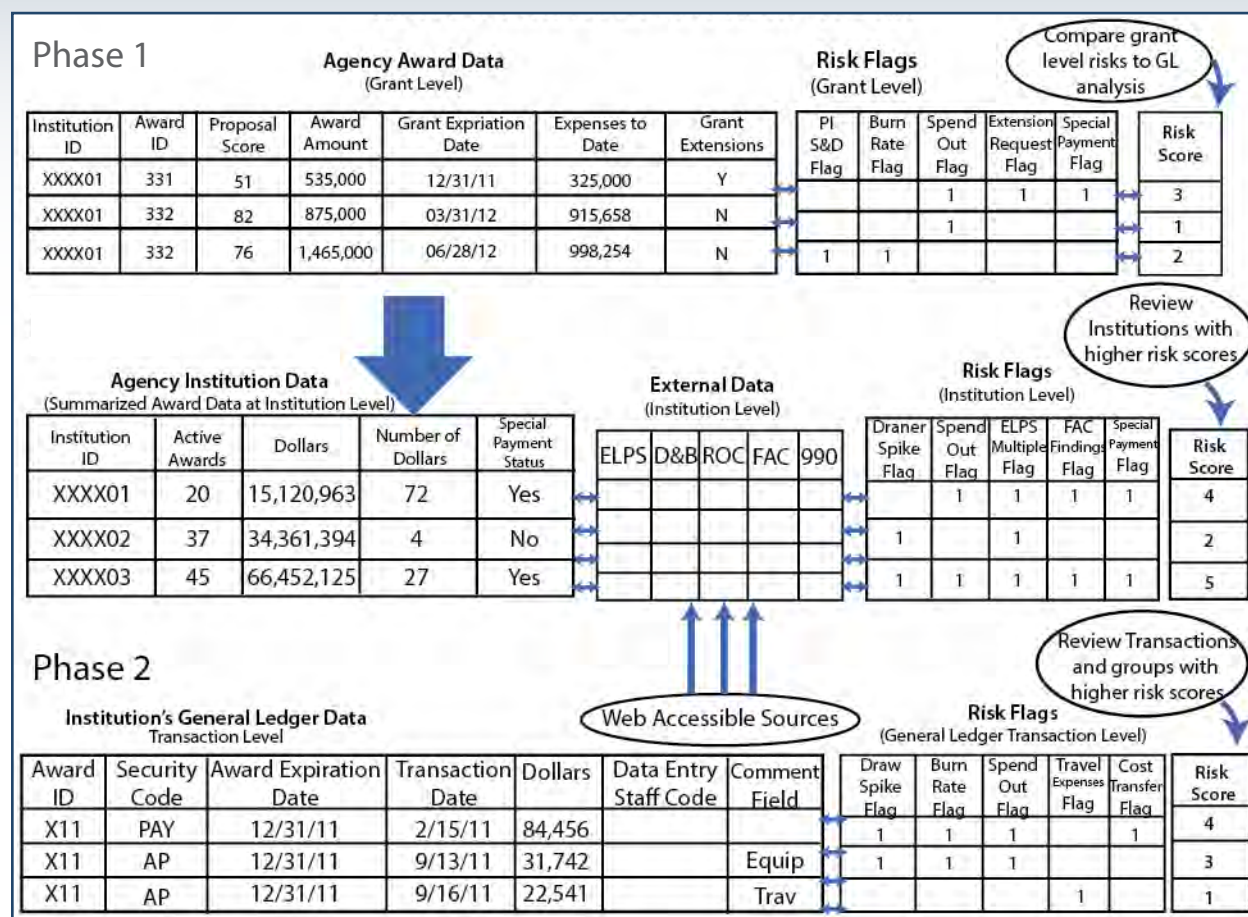 Phase 1
Agency Award Data
(Grant Level)
Risk Flags
(Grant Level)
Compare grant
level risks to GL
analysis
Institution ID Award ID Proposal Score Award Amount Grant Expriation Date Expenses to Date Grant Extensions PI S&D Flag Burn Rate Flag Spend Out Flag Extension Request Flag Special Payment Flag Risk Score
XXXX01 331 51 535,000 12/31/11 325,000 Y 1 1 1 3
XXXX01 332 82 875,000 03/31/12 915,658 N 1 1
XXXX01 332 76 1,465,000 06/28/12 998,254 N 1 1 2
Review
Institutions with
higher risk scores
Agency Institution Data
(Summarized Award Data at Institution Level)
External Data
(Institution Level)
Risk Flags
(Institution Level)
Institution ID Active Awards Dollars Number of Dollars Special Payment Status ELPS D&B ROC FAC 990 Draner Spike Flag Spend Out Flag ELPS Multiple Flag FAC Findings Flag Special Payment Flag Risk Score
XXXX01 20 15,120,963 72 Yes 1 1 1 1 4
XXXX02 37 34,361,394 4 No 1 1 2
XXXX03 45 66,452,125 27 Yes 1 1 1 1 1 5
Phase 2
Web Accessible Sources
Review Transactions
and groups with
higher risk scores
Institution's General Ledger Data
Transaction Level
Risk Flags
(General Ledger Transaction Level)
Award ID Security Code Award Expiration Date Transaction Date Dollars Data Entry Staff Code Comment Field Draw Spike Flag Burn Rate Flag Spend Out Flag Travel Expenses Flag Cost Transfer Flag Risk Score
X11 PAY 12/31/11 2/15/11 84,456 1 1 1 1 4
X11 AP 12/31/11 9/13/11 31,742 Equip 1 1 1 3
X11 AP 12/31/11 9/16/11 22,541 Trav 1 1